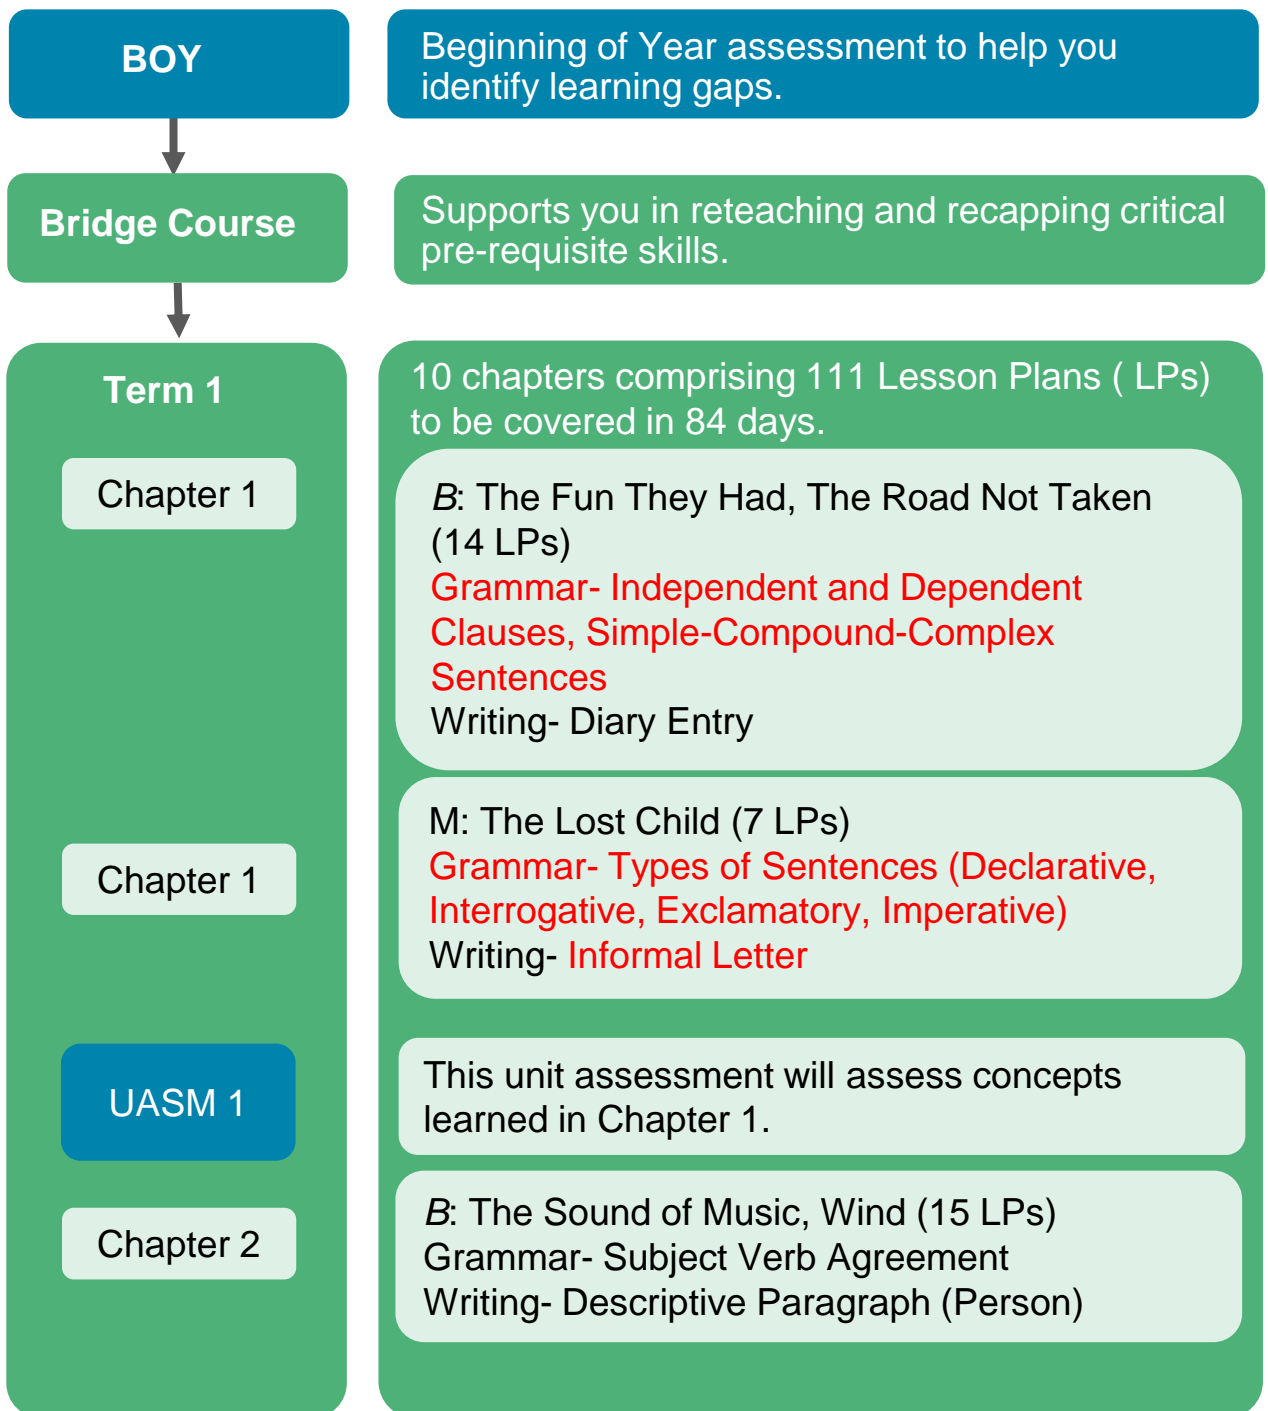 BOY
Beginning of Year assessment to help you
identify learning gaps.
Bridge Course
Supports you in reteaching and recapping critical
pre-requisite skills.
Term 1
10 chapters comprising 111 Lesson Plans ( LPs)
to be covered in 84 days.
Chapter 1
B: The Fun They Had, The Road Not Taken
(14 LPs)
Grammar- Independent and Dependent
Clauses, Simple-Compound-Complex
Sentences
Writing- Diary Entry
Chapter 1
M: The Lost Child (7 LPs)
Grammar- Types of Sentences (Declarative,
Interrogative, Exclamatory, Imperative)
Writing- Informal Letter
UASM 1
This unit assessment will assess concepts
learned in Chapter 1.
Chapter 2
B: The Sound of Music, Wind (15 LPs)
Grammar- Subject Verb Agreement
Writing- Descriptive Paragraph (Person)